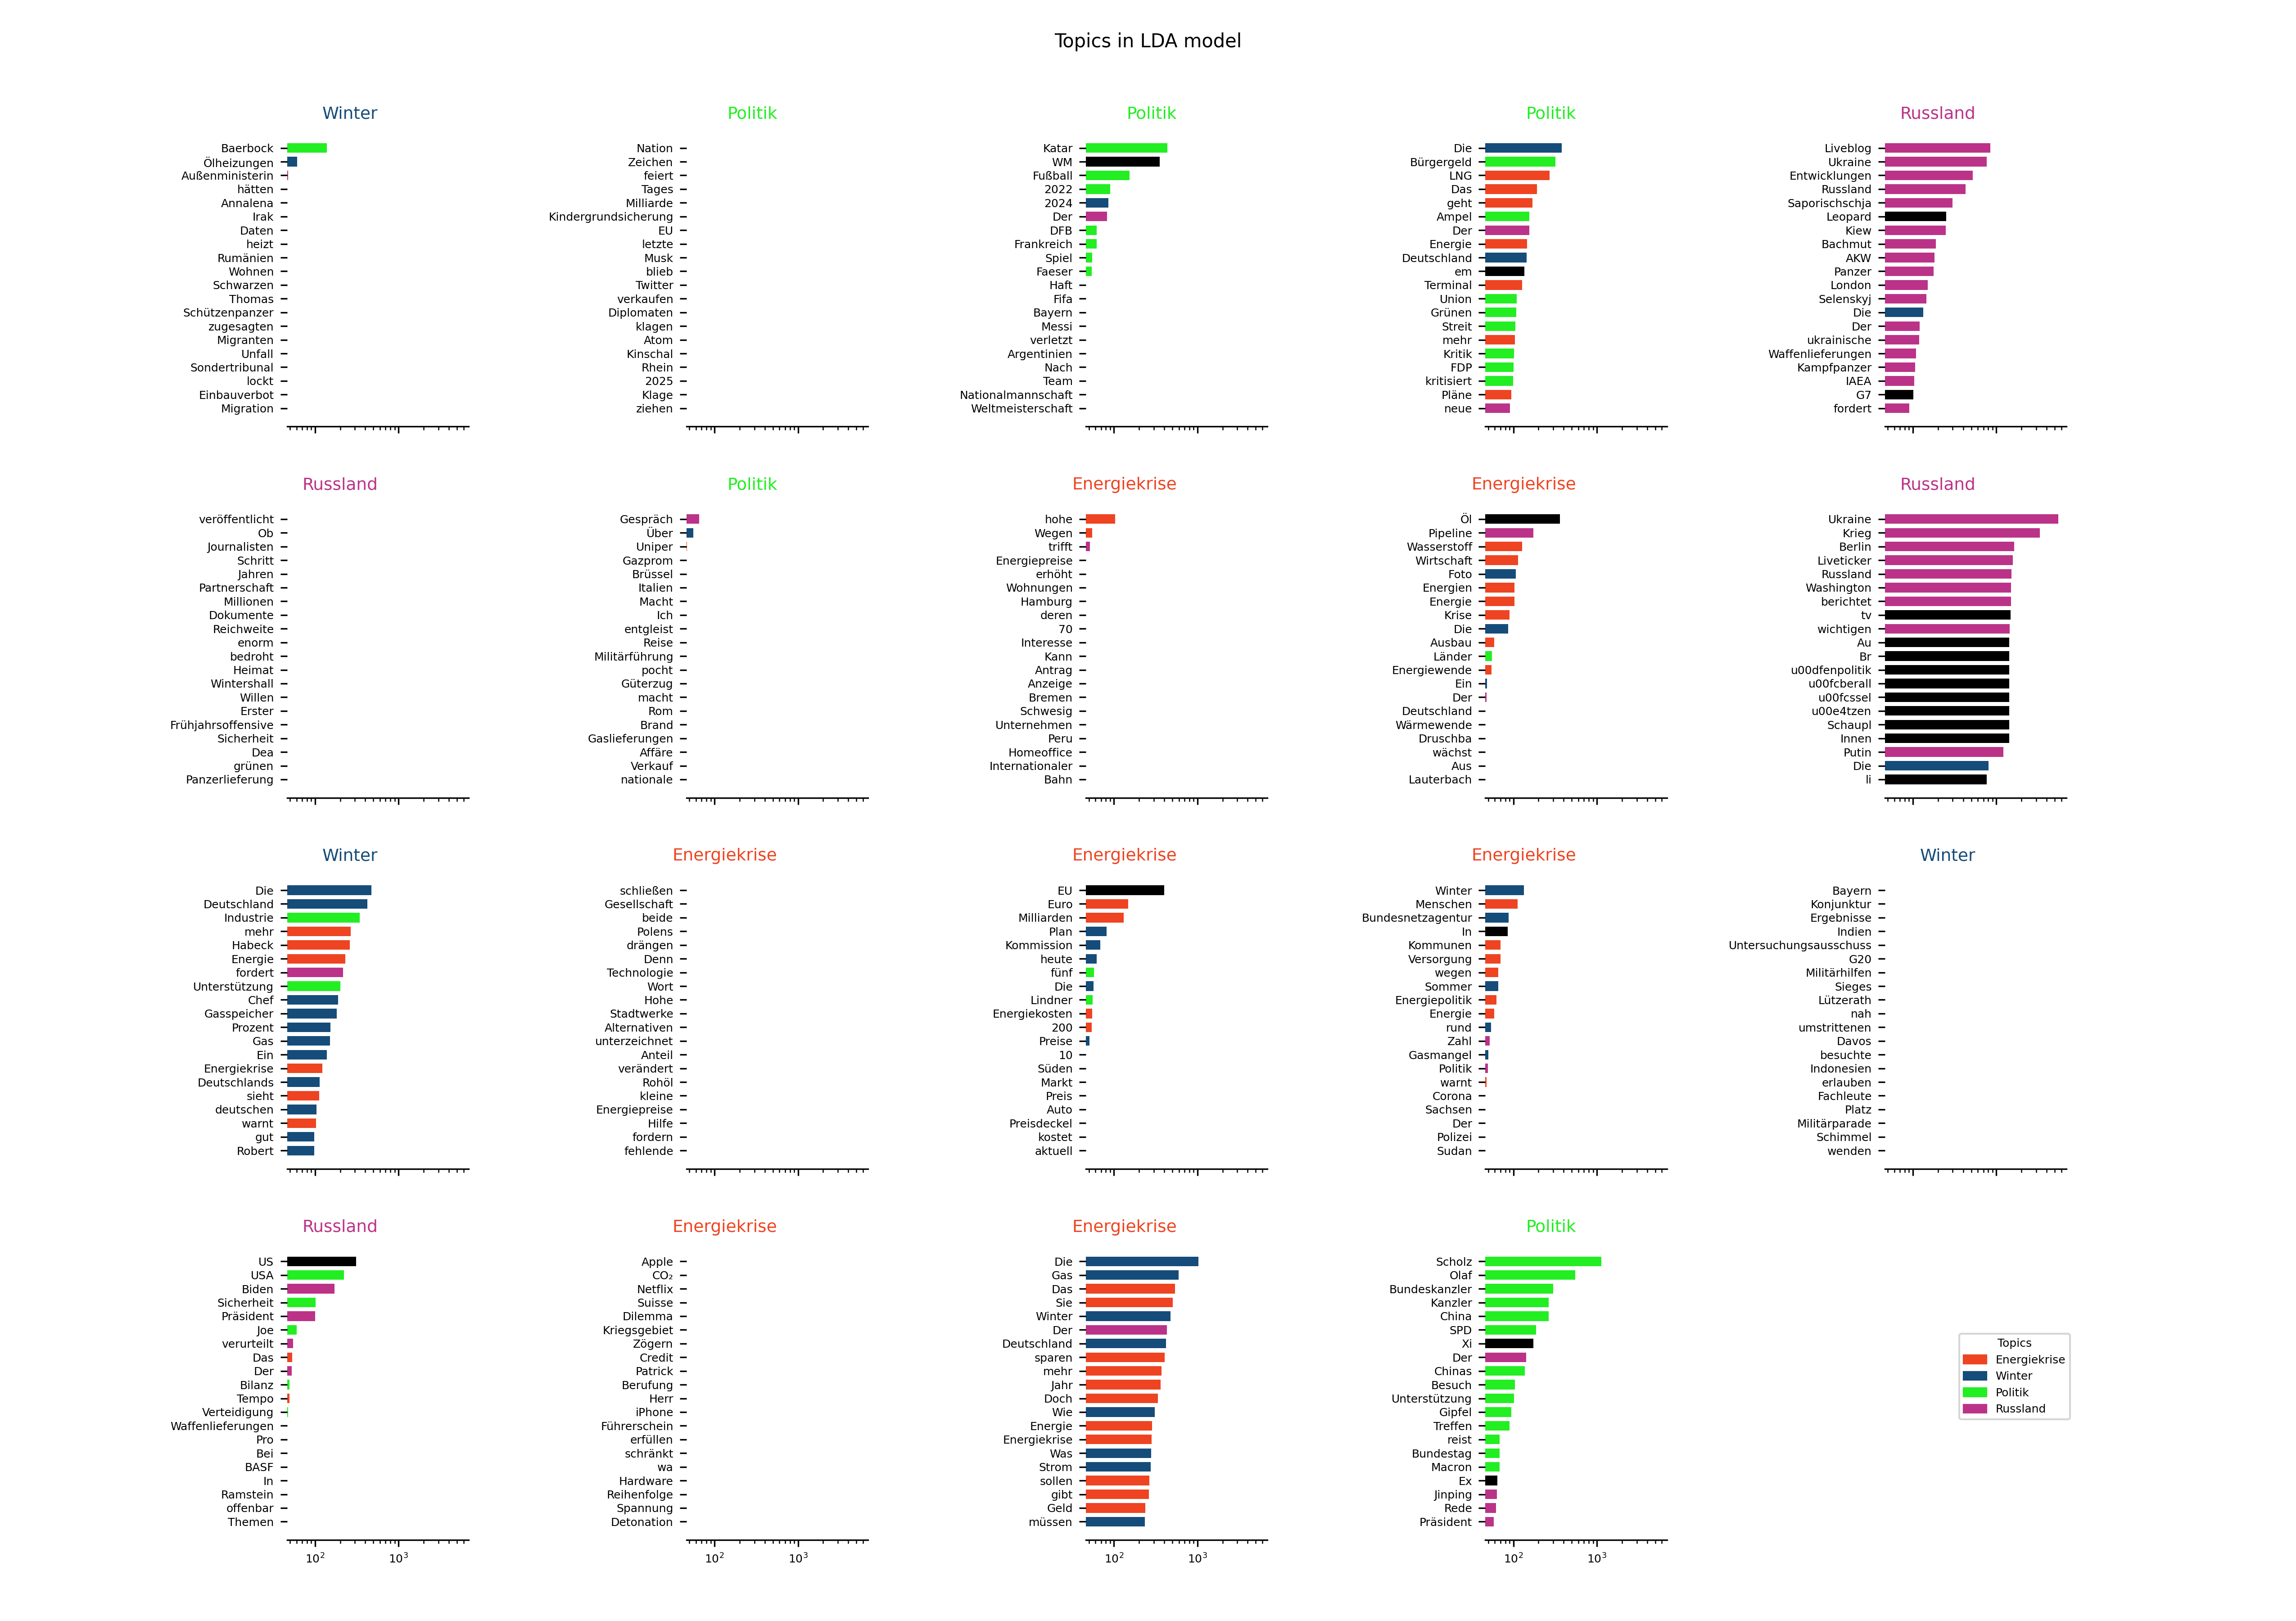 Topics in LDA model
Winter
Baerbock
Ölheizungen
Außenministerin
hätten
Annalena
Irak
Daten
heizt
Rumänien
Wohnen
Schwarzen
Thomas
Schützenpanzer
zugesagten
Migranten
Unfall
Sondertribunal
lockt
Einbauverbot
Migration
Politik
Nation
Zeichen
feiert
Tages
Milliarde
Kindergrundsicherung
EU
letzte
Musk
blieb
Twitter
verkaufen
Diplomaten
klagen
Atom
Kinschal
Rhein
2025
Klage
ziehen
Politik
Katar
WM
Fußball
2022
2024
Der
DFB
Frankreich
Spiel
Faeser
Haft
Fifa
Bayern
Messi
verletzt
Argentinien
Nach
Team
Nationalmannschaft
Weltmeisterschaft
Politik
Die
Bürgergeld
LNG
Das
geht
Ampel
Der
Energie
Deutschland
em
Terminal
Union
Grünen
Streit
mehr
Kritik
FDP
kritisiert
Pläne
neue
Russland
Liveblog
Ukraine
Entwicklungen
Russland
Saporischschja
Leopard
Kiew
Bachmut
AKW
Panzer
London
Selenskyj
Die
Der
ukrainische
Waffenlieferungen
Kampfpanzer
IAEA
G7
fordert
Russland
veröffentlicht
Ob
Journalisten
Schritt
Jahren
Partnerschaft
Millionen
Dokumente
Reichweite
enorm
bedroht
Heimat
Wintershall
Willen
Erster
Frühjahrsoffensive
Sicherheit
Dea
grünen
Panzerlieferung
Politik
Gespräch
Über
Uniper
Gazprom
Brüssel
Italien
Macht
Ich
entgleist
Reise
Militärführung
pocht
Güterzug
macht
Rom
Brand
Gaslieferungen
Affäre
Verkauf
nationale
Energiekrise
hohe
Wegen
trifft
Energiepreise
erhöht
Wohnungen
Hamburg
deren
70
Interesse
Kann
Antrag
Anzeige
Bremen
Schwesig
Unternehmen
Peru
Homeoffice
Internationaler
Bahn
Energiekrise
Öl
Pipeline
Wasserstoff
Wirtschaft
Foto
Energien
Energie
Krise
Die
Ausbau
Länder
Energiewende
Ein
Der
Deutschland
Wärmewende
Druschba
wächst
Aus
Lauterbach
Russland
Ukraine
Krieg
Berlin
Liveticker
Russland
Washington
berichtet
tv
wichtigen
Au
Br
u00dfenpolitik
u00fcberall
u00fcssel
u00e4tzen
Schaupl
Innen
Putin
Die
li
Winter
Die
Deutschland
Industrie
mehr
Habeck
Energie
fordert
Unterstützung
Chef
Gasspeicher
Prozent
Gas
Ein
Energiekrise
Deutschlands
sieht
deutschen
warnt
gut
Robert
Energiekrise
schließen
Gesellschaft
beide
Polens
drängen
Denn
Technologie
Wort
Hohe
Stadtwerke
Alternativen
unterzeichnet
Anteil
verändert
Rohöl
kleine
Energiepreise
Hilfe
fordern
fehlende
Energiekrise
EU
Euro
Milliarden
Plan
Kommission
heute
fünf
Die
Lindner
Energiekosten
200
Preise
10
Süden
Markt
Preis
Auto
Preisdeckel
kostet
aktuell
Energiekrise
Winter
Menschen
Bundesnetzagentur
In
Kommunen
Versorgung
wegen
Sommer
Energiepolitik
Energie
rund
Zahl
Gasmangel
Politik
warnt
Corona
Sachsen
Der
Polizei
Sudan
Winter
Bayern
Konjunktur
Ergebnisse
Indien
Untersuchungsausschuss
G20
Militärhilfen
Sieges
Lützerath
nah
umstrittenen
Davos
besuchte
Indonesien
erlauben
Fachleute
Platz
Militärparade
Schimmel
wenden
Russland
US
USA
Biden
Sicherheit
Präsident
Joe
verurteilt
Das
Der
Bilanz
Tempo
Verteidigung
Waffenlieferungen
Pro
Bei
BASF
In
Ramstein
offenbar
Themen
10² 10³
Energiekrise
Apple
CO₂
Netflix
Suisse
Dilemma
Kriegsgebiet
Zögern
Credit
Patrick
Berufung
Herr
iPhone
Führerschein
erfüllen
schränkt
wa
Hardware
Reihenfolge
Spannung
Detonation
10² 10³
Energiekrise
Die
Gas
Das
Sie
Winter
Der
Deutschland
sparen
mehr
Jahr
Doch
Wie
Energie
Energiekrise
Was
Strom
sollen
gibt
Geld
müssen
10² 10³
Politik
Scholz
Olaf
Bundeskanzler
Kanzler
China
SPD
Xi
Der
Chinas
Besuch
Unterstützung
Gipfel
Treffen
reist
Bundestag
Macron
Ex
Jinping
Rede
Präsident
10² 10³
Topics
Energiekrise
Winter
Politik
Russland